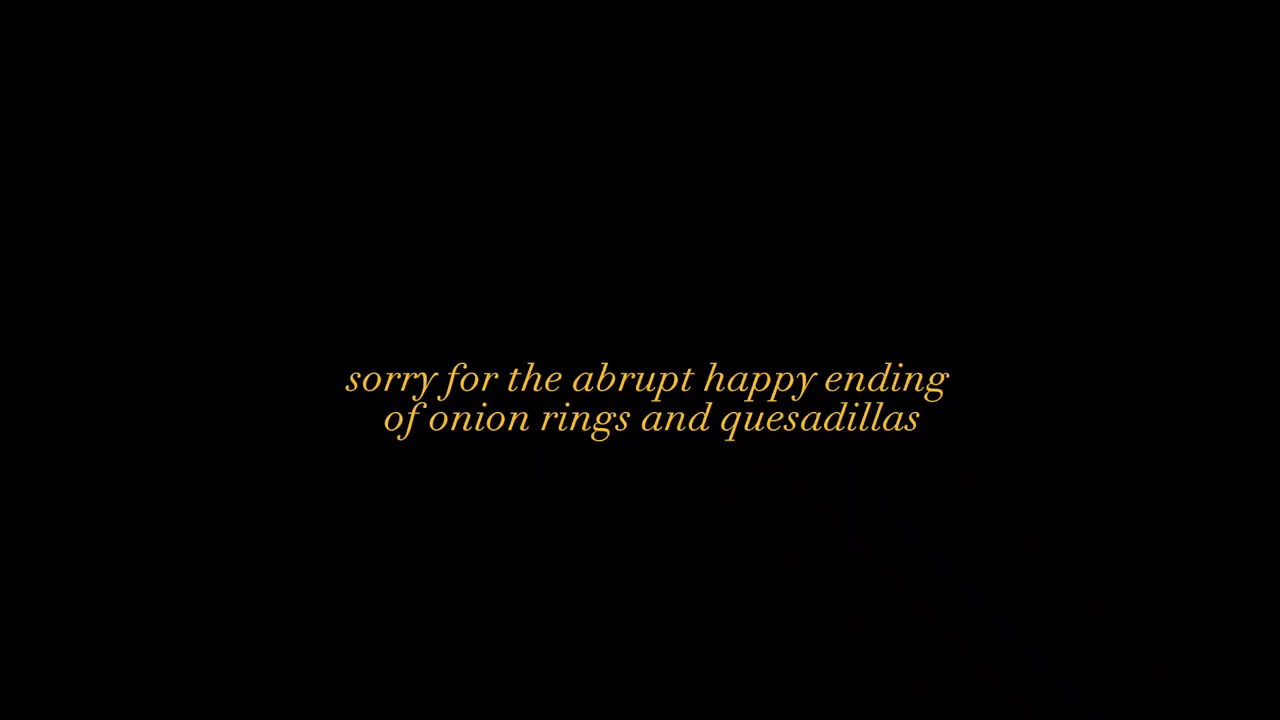 sorry for the abrupt happy ending
of onion rings and quesadillas